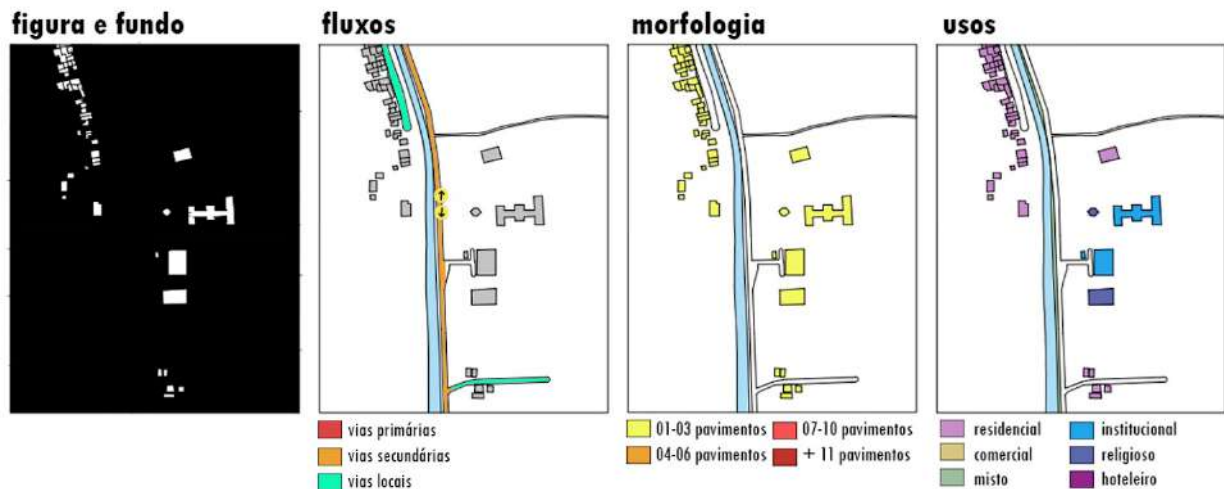 figura e fundo
fluxos
morfologia
usos
vias primárias
vias secundárias
vias locais
01-03 pavimentos
04-06 pavimentos
07-10 pavimentos
+ 11 pavimentos
residencial
comercial
misto
institucional
religioso
hoteleiro